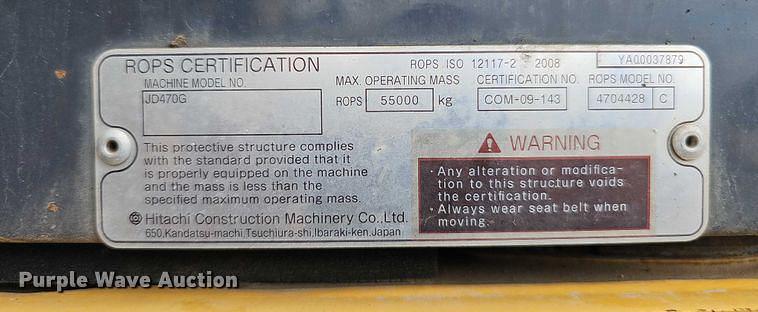 ROPS CERTIFICATION
ROPS ISO 12117-2 2008
YA00037879
MACHINE MODEL NO.
JD470G
MAX. OPERATING MASS
ROPS 55000 kg
CERTIFICATION NO.
COM-09-143
ROPS MODEL NO.
4704428 C
This protective structure complies
with the standard provided that it
is properly equipped on the machine
and the mass is less than the
specified maximum operating mass.
Hitachi Construction Machinery Co.,Ltd.
650,Kandatsu-machi,Tsuchiura-shi,Ibaraki-ken,Japan
WARNING
· Any alteration or modifica-
tion to this structure voids
the certification.
· Always wear seat belt when
moving.
Purple Wave Auction